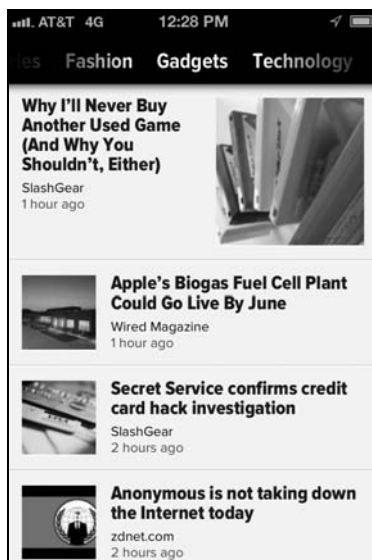 AT&T 4G 12:28 PM
Fashion Gadgets Technology
Why I'll Never Buy
Another Used Game
(And Why You
Shouldn't, Either)
SlashGear
1 hour ago
Apple's Biogas Fuel Cell Plant
Could Go Live By June
Wired Magazine
1 hour ago
Secret Service confirms credit
card hack investigation
SlashGear
2 hours ago
Anonymous is not taking down
the Internet today
zdnet.com
2 hours ago